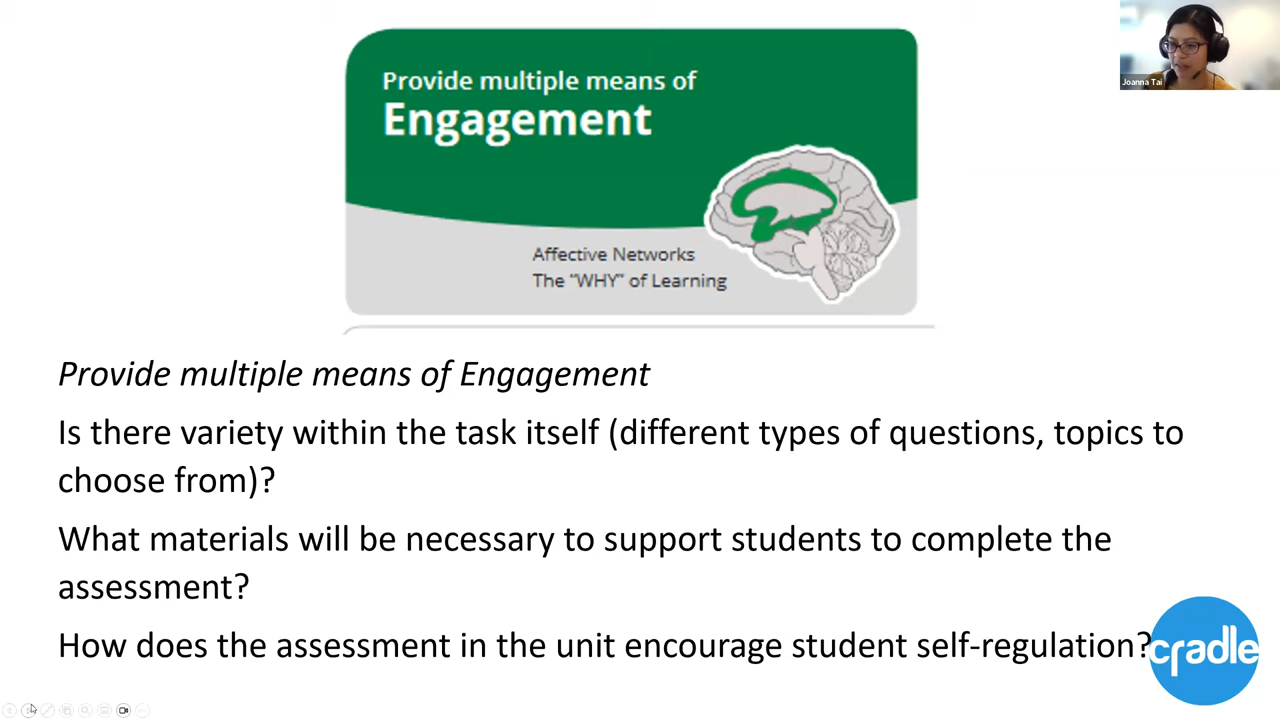 Provide multiple means of
Engagement
Affective Networks
The "WHY" of Learning
Joanna Tai
Provide multiple means of Engagement
Is there variety within the task itself (different types of questions, topics to
choose from)?
What materials will be necessary to support students to complete the
assessment?
How does the assessment in the unit encourage student self-regulation?
cradle